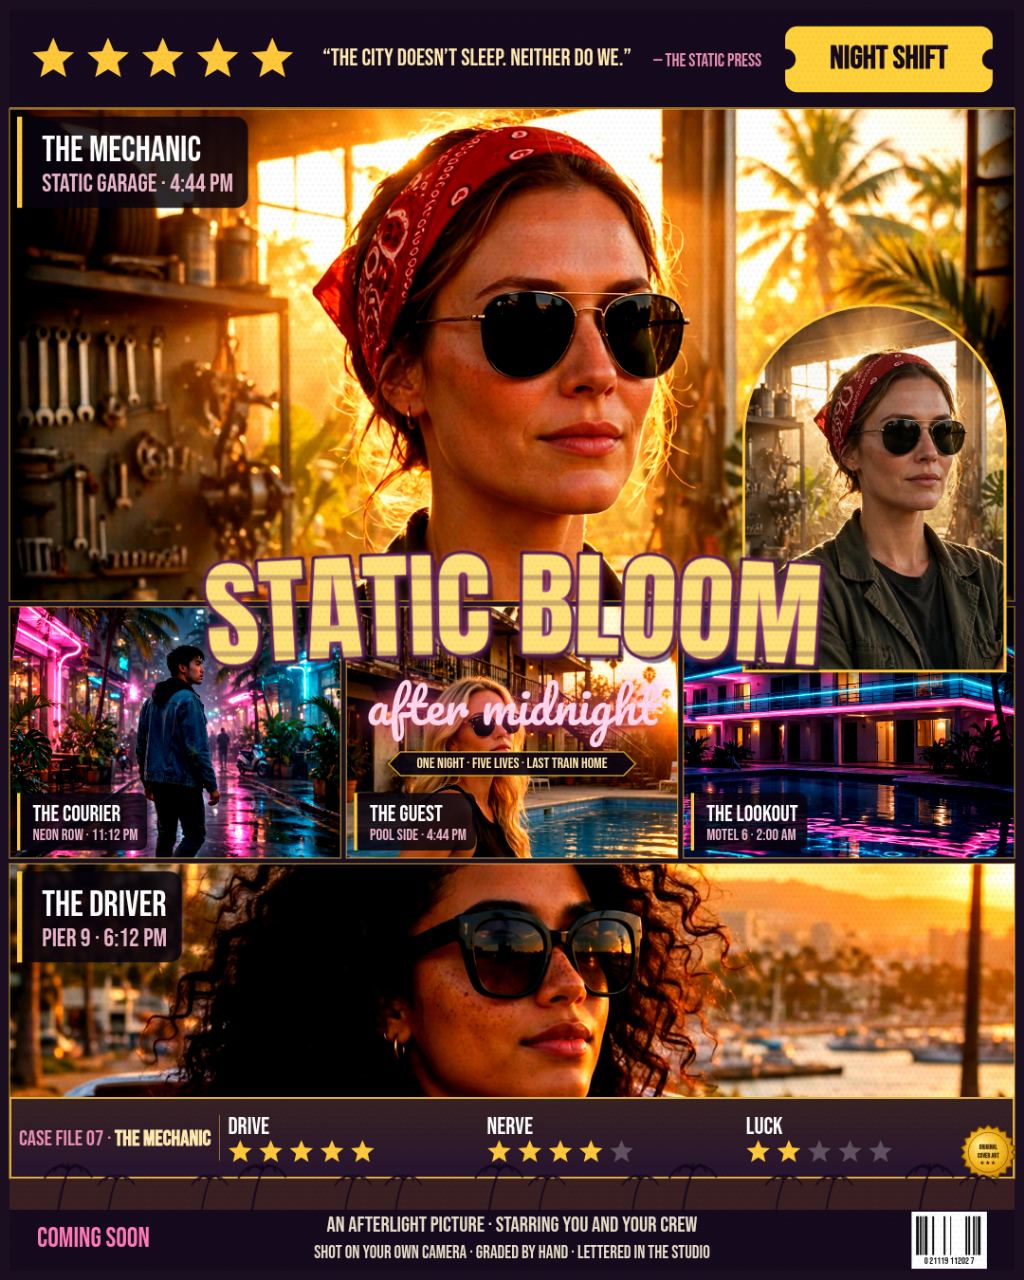 “THE CITY DOESN’T SLEEP. NEITHER DO WE.” – THE STATIC PRESS
NIGHT SHIFT
THE MECHANIC
STATIC GARAGE · 4:44 PM
STATIC BLOOM
after midnight
ONE NIGHT · FIVE LIVES · LAST TRAIN HOME
THE COURIER
NEON ROW · 11:12 PM
THE GUEST
POOL SIDE · 4:44 PM
THE LOOKOUT
MOTEL 6 · 2:00 AM
THE DRIVER
PIER 9 · 6:12 PM
CASE FILE 07 · THE MECHANIC
DRIVE
NERVE
LUCK
ORIGINAL
COVER ART
COMING SOON
AN AFTERLIGHT PICTURE · STARRING YOU AND YOUR CREW
SHOT ON YOUR OWN CAMERA · GRADED BY HAND · LETTERED IN THE STUDIO
0 21119 11202 7